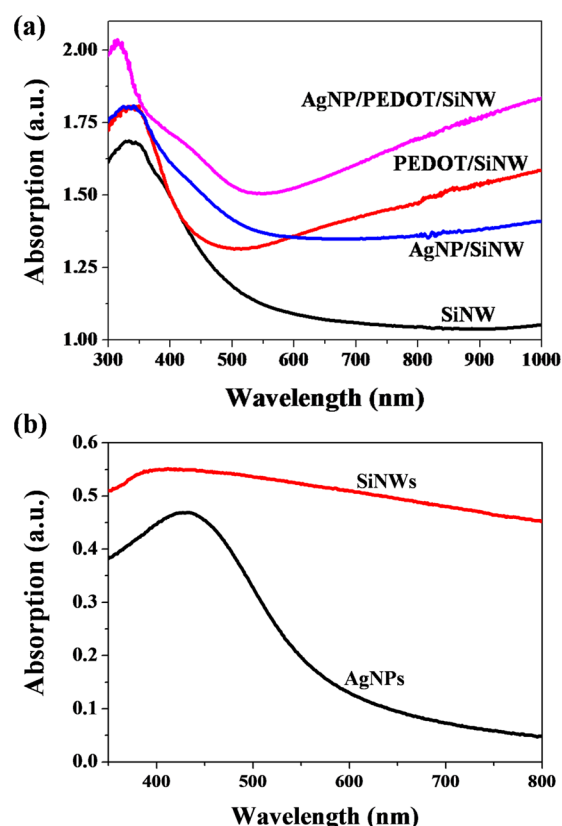 (a)
2.00
1.75
1.50
1.25
1.00
Absorption (a.u.)
AgNP/PEDOT/SiNW
PEDOT/SiNW
AgNP/SiNW
SiNW
300 400 500 600 700 800 900 1000
Wavelength (nm)
(b)
0.6
0.5
0.4
0.3
0.2
0.1
0.0
Absorption (a.u.)
SiNWs
AgNPs
400 500 600 700 800
Wavelength (nm)